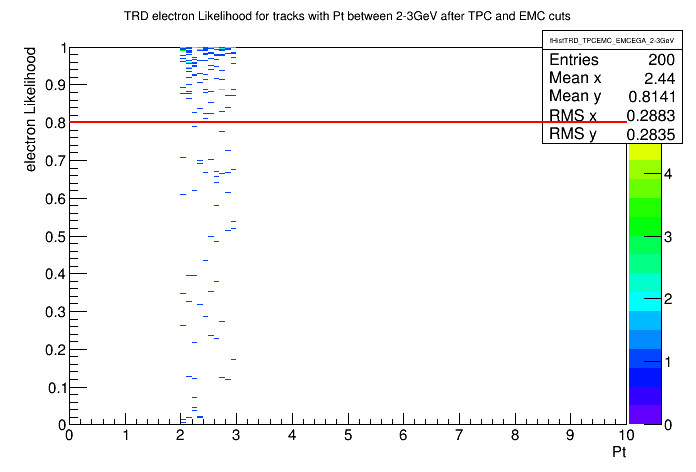 TRD electron Likelihood for tracks with Pt between 2-3GeV after TPC and EMC cuts
fHistTRD_TPCEMC_EMCEGA_2-3GeV
Entries 200
Mean x 2.44
Mean y 0.8141
RMS x 0.2883
RMS y 0.2835
electron Likelihood
1
0.9
0.8
0.7
0.6
0.5
0.4
0.3
0.2
0.1
0
0 1 2 3 4 5 6 7 8 9 10
Pt
4
3
2
1
0